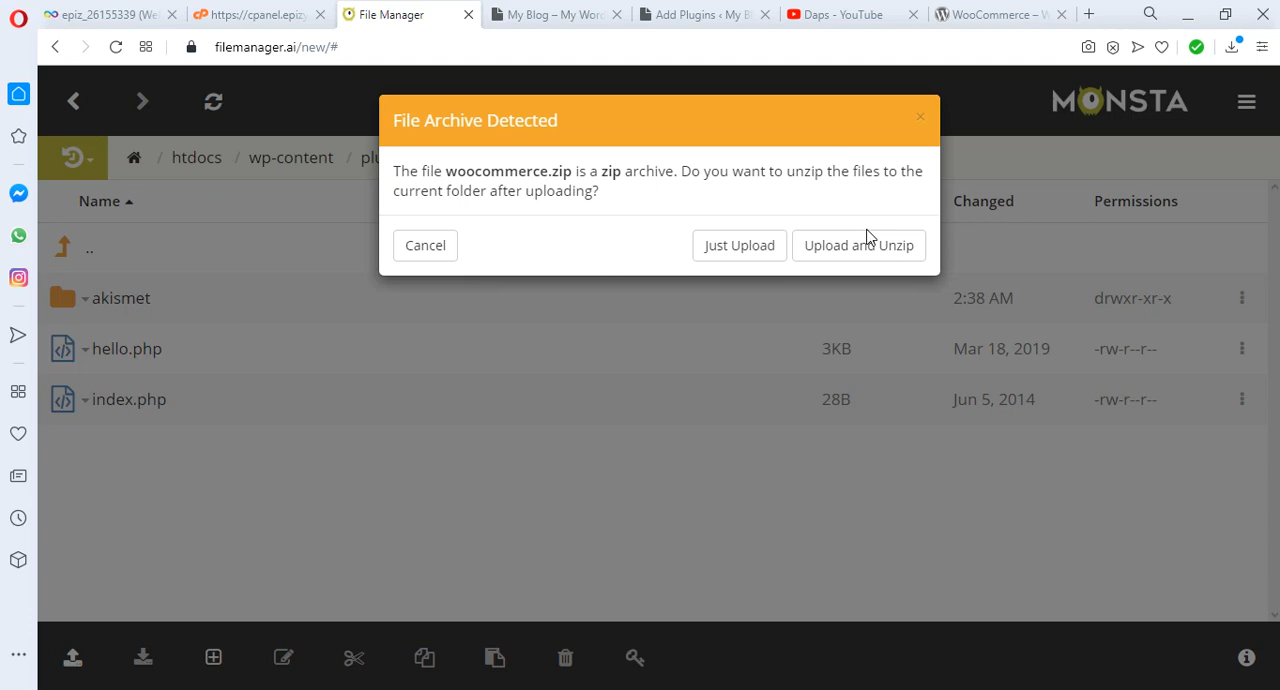 epiz_26155339 (We
https://cpanel.epiz
File Manager
My Blog – My Wor
Add Plugins ‹ My B
Daps - YouTube
WooCommerce – W
filemanager.ai/new/#
MONSTA
/ htdocs / wp-content / plu
File Archive Detected
The file woocommerce.zip is a zip archive. Do you want to unzip the files to the
current folder after uploading?
Cancel
Just Upload
Upload and Unzip
Name
Changed
Permissions
..
akismet
2:38 AM
drwxr-xr-x
hello.php
3KB
Mar 18, 2019
-rw-r--r--
index.php
28B
Jun 5, 2014
-rw-r--r--